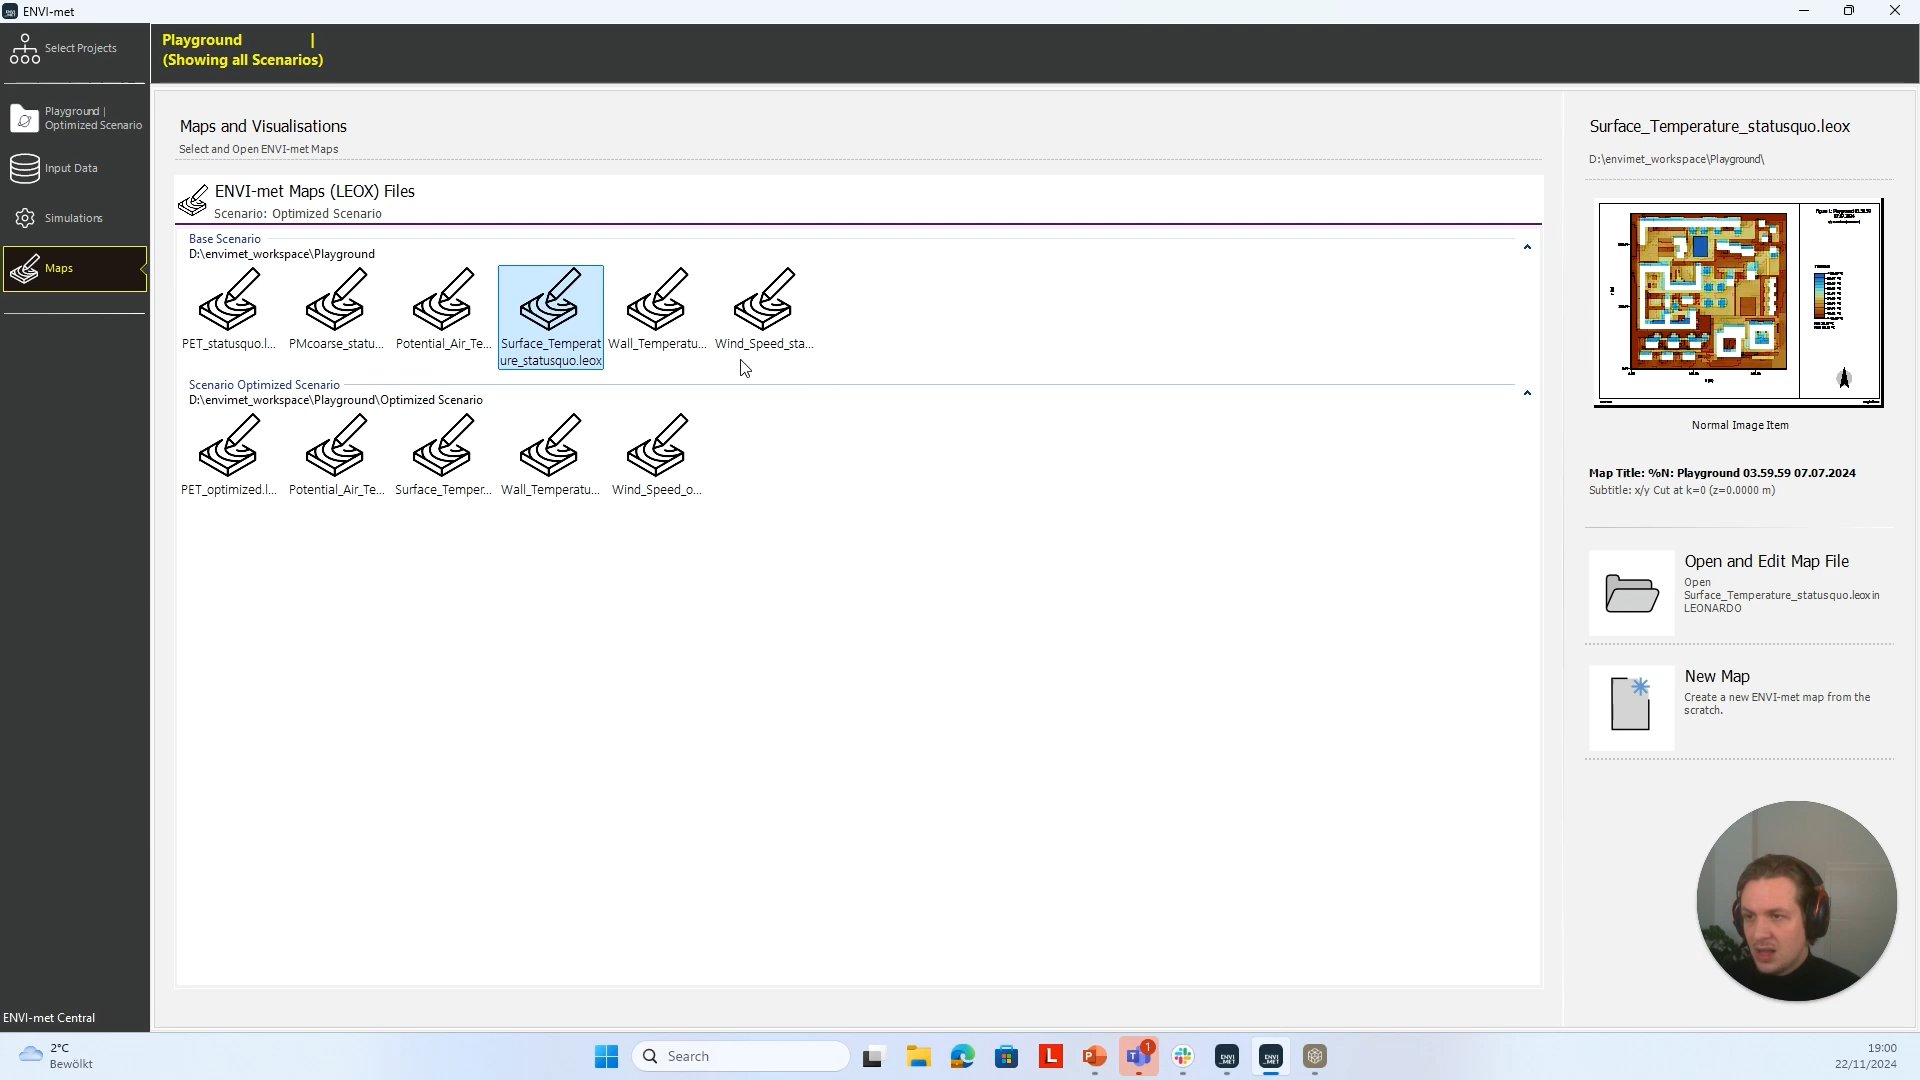 ENVI-met
Select Projects
Playground |
(Showing all Scenarios)
Playground |
Optimized Scenario
Input Data
Simulations
Maps
Maps and Visualisations
Select and Open ENVI-met Maps
ENVI-met Maps (LEOX) Files
Scenario: Optimized Scenario
Base Scenario
D:\envimet_workspace\Playground
PET_statusquo.l...
PMcoarse_statu...
Potential_Air_Te...
Surface_Temperat
ure_statusquo.leox
Wall_Temperatu...
Wind_Speed_sta...
Scenario Optimized Scenario
D:\envimet_workspace\Playground\Optimized Scenario
PET_optimized.l...
Potential_Air_Te...
Surface_Temper...
Wall_Temperatu...
Wind_Speed_o...
Surface_Temperature_statusquo.leox
D:\envimet_workspace\Playground\
Normal Image Item
Map Title: %N: Playground 03.59.59 07.07.2024
Subtitle: x/y Cut at k=0 (z=0.0000 m)
Open and Edit Map File
Open
Surface_Temperature_statusquo.leox in
LEONARDO
New Map
Create a new ENVI-met map from the
scratch.
ENVI-met Central
2°C
Bewölkt
Search
1
19:00
22/11/2024